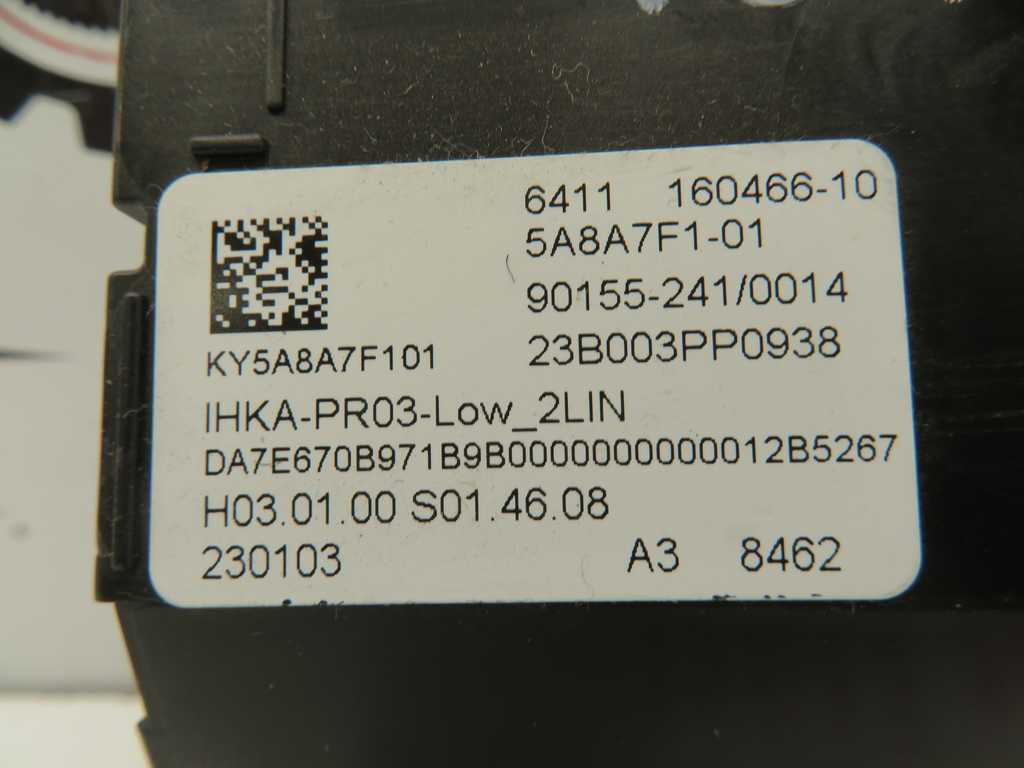 6411 160466-10
5A8A7F1-01
90155-241/0014
23B003PP0938
KY5A8A7F101
IHKA-PR03-Low_2LIN
DA7E670B971B9B0000000000012B5267
H03.01.00 S01.46.08
230103 A3 8462